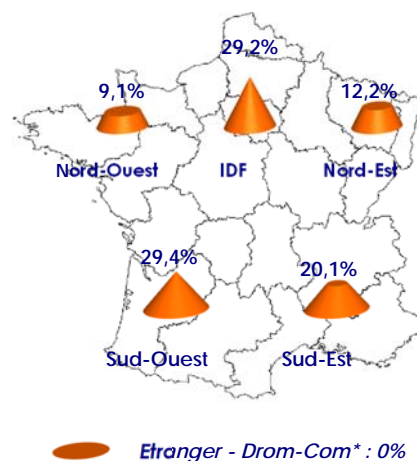 29,2%
9,1%
12,2%
Nord-Ouest
IDF
Nord-Est
29,4%
20,1%
Sud-Ouest
Sud-Est
Etranger - Drom-Com* : 0%